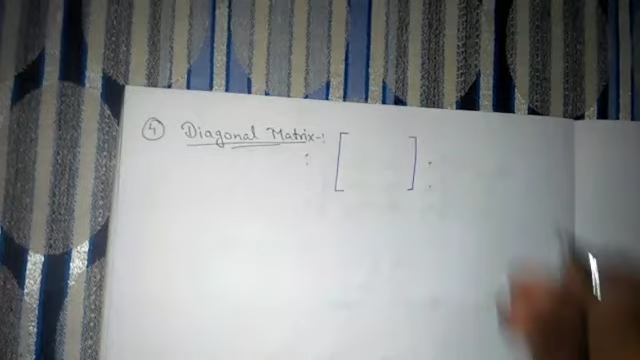 ④ Diagonal Matrix-:
: [ ] :